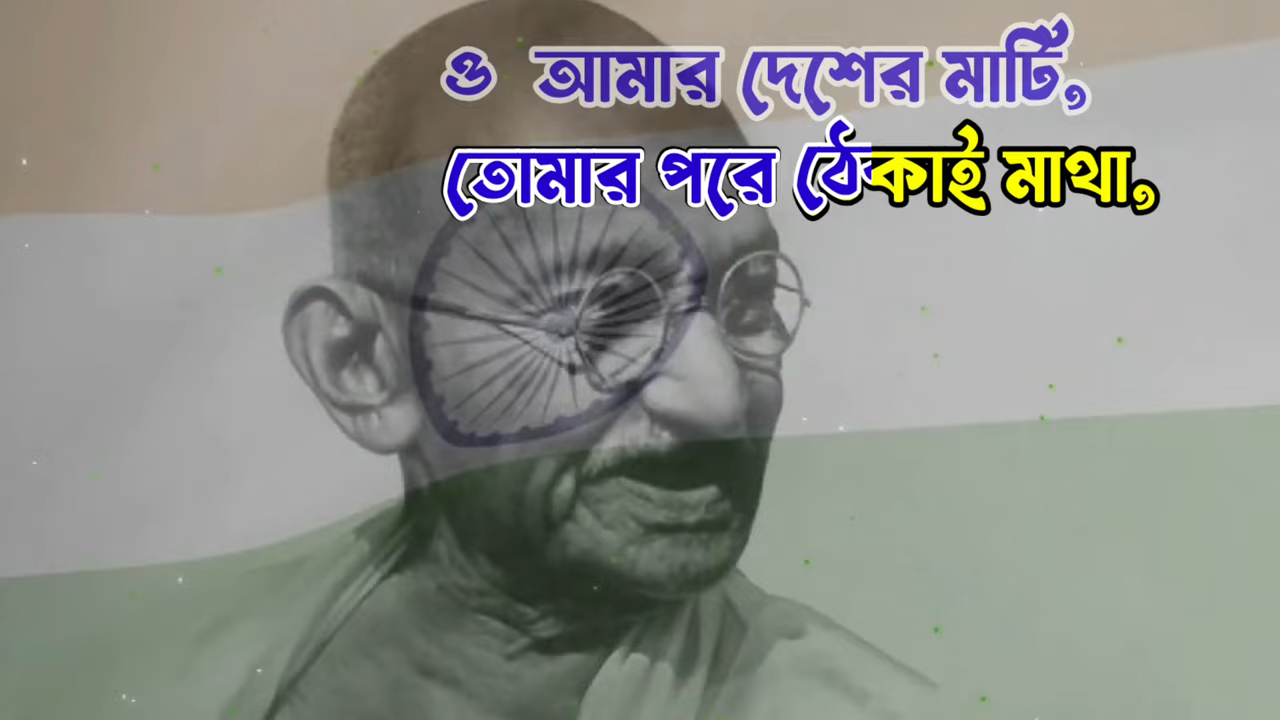 ও আমার দেশের মাটি,
তোমার পরে ঠেকাই মাথা,